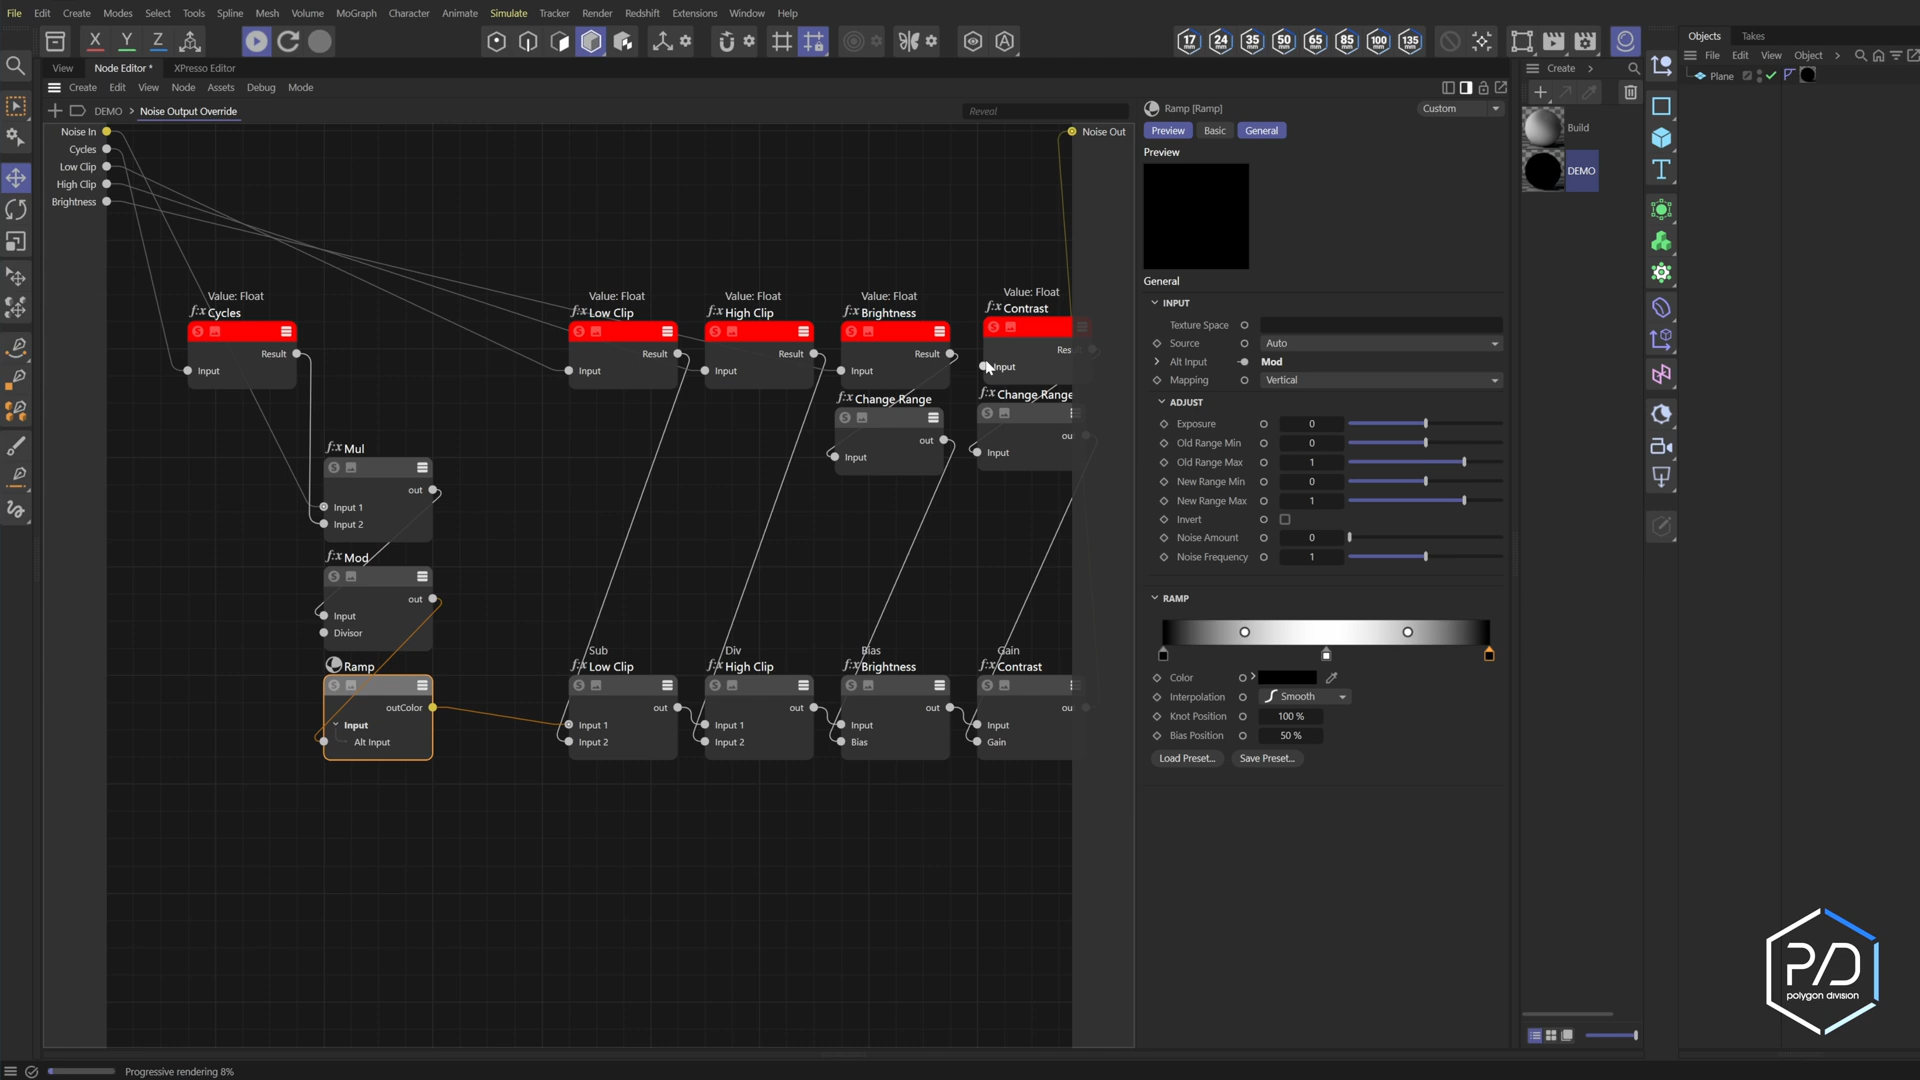 File Edit Create Modes Select Tools Spline Mesh Volume MoGraph Character Animate Simulate Tracker Render Redshift Extensions Window Help
X Y Z
17 mm 24 mm 35 mm 50 mm 65 mm 85 mm 100 mm 135 mm
Objects Takes
File Edit View Object
Plane
View Node Editor * XPresso Editor
Create Edit View Node Assets Debug Mode
DEMO > Noise Output Override
Reveal
Noise In
Cycles
Low Clip
High Clip
Brightness
Noise Out
Value: Float
f:x Cycles
Result
Input
Value: Float
f:x Low Clip
Result
Input
Value: Float
f:x High Clip
Result
Input
Value: Float
f:x Brightness
Result
Input
Value: Float
f:x Contrast
Res
Input
f:x Change Range
out
Input
f:x Change Range
ou
Input
f:x Mul
out
Input 1
Input 2
f:x Mod
out
Input
Divisor
Ramp
outColor
Input
Alt Input
Sub
f:x Low Clip
out
Input 1
Input 2
Div
f:x High Clip
out
Input 1
Input 2
Bias
f:x Brightness
out
Input
Bias
Gain
f:x Contrast
ou
Input
Gain
Ramp [Ramp]
Custom
Preview Basic General
Preview
General
INPUT
Texture Space
Source Auto
Alt Input Mod
Mapping Vertical
ADJUST
Exposure 0
Old Range Min 0
Old Range Max 1
New Range Min 0
New Range Max 1
Invert
Noise Amount 0
Noise Frequency 1
RAMP
Color
Interpolation Smooth
Knot Position 100 %
Bias Position 50 %
Load Preset... Save Preset...
Create
Build
DEMO
P/D
polygon division
Progressive rendering 8%